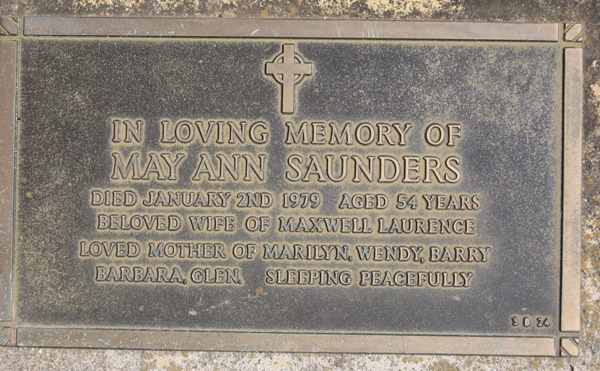 IN LOVING MEMORY OF
MAY ANN SAUNDERS
DIED JANUARY 2ND 1979 AGED 54 YEARS
BELOVED WIFE OF MAXWELL LAURENCE
LOVED MOTHER OF MARILYN, WENDY, BARRY
BARBARA, GLEN. SLEEPING PEACEFULLY